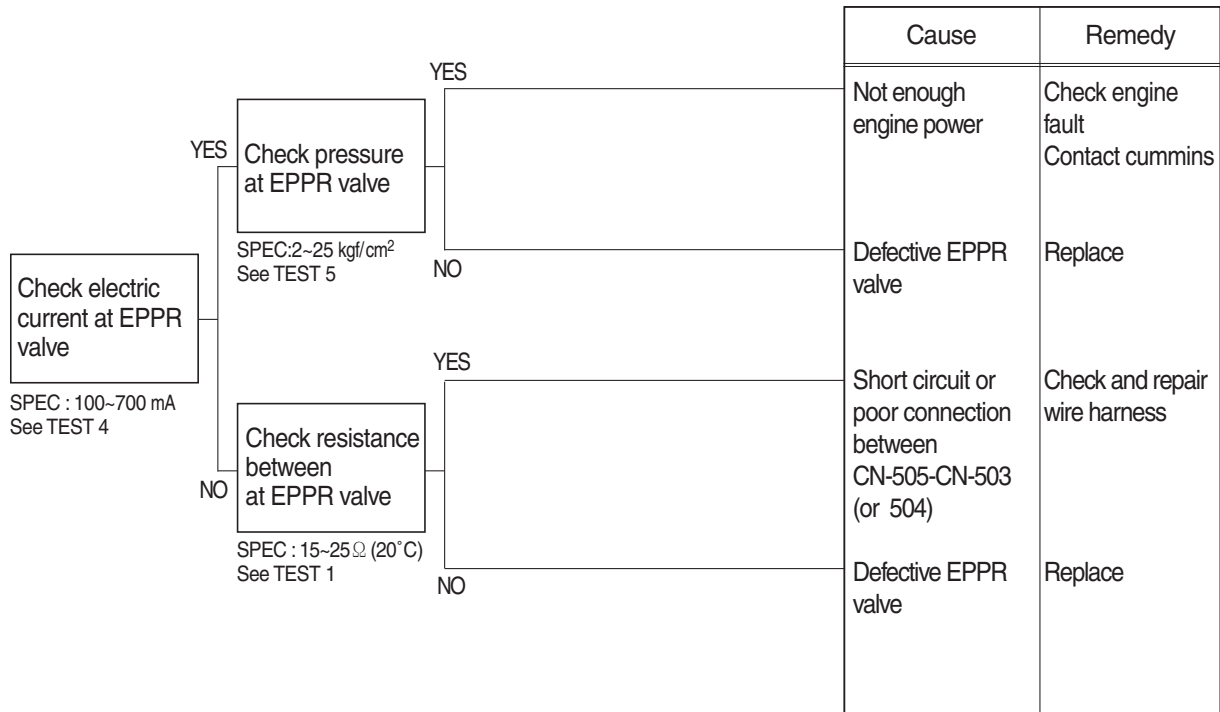 Cause
Remedy
YES
Not enough
engine power
Check engine
fault
Contact cummins
YES
Check pressure
at EPPR valve
SPEC:2~25 kgf/cm²
See TEST 5
NO
Defective EPPR
valve
Replace
Check electric
current at EPPR
valve
SPEC : 100~700 mA
See TEST 4
YES
Short circuit or
poor connection
between
CN-505-CN-503
(or 504)
Check and repair
wire harness
NO
Check resistance
between
at EPPR valve
SPEC : 15~25Ω (20˚C)
See TEST 1
NO
Defective EPPR
valve
Replace